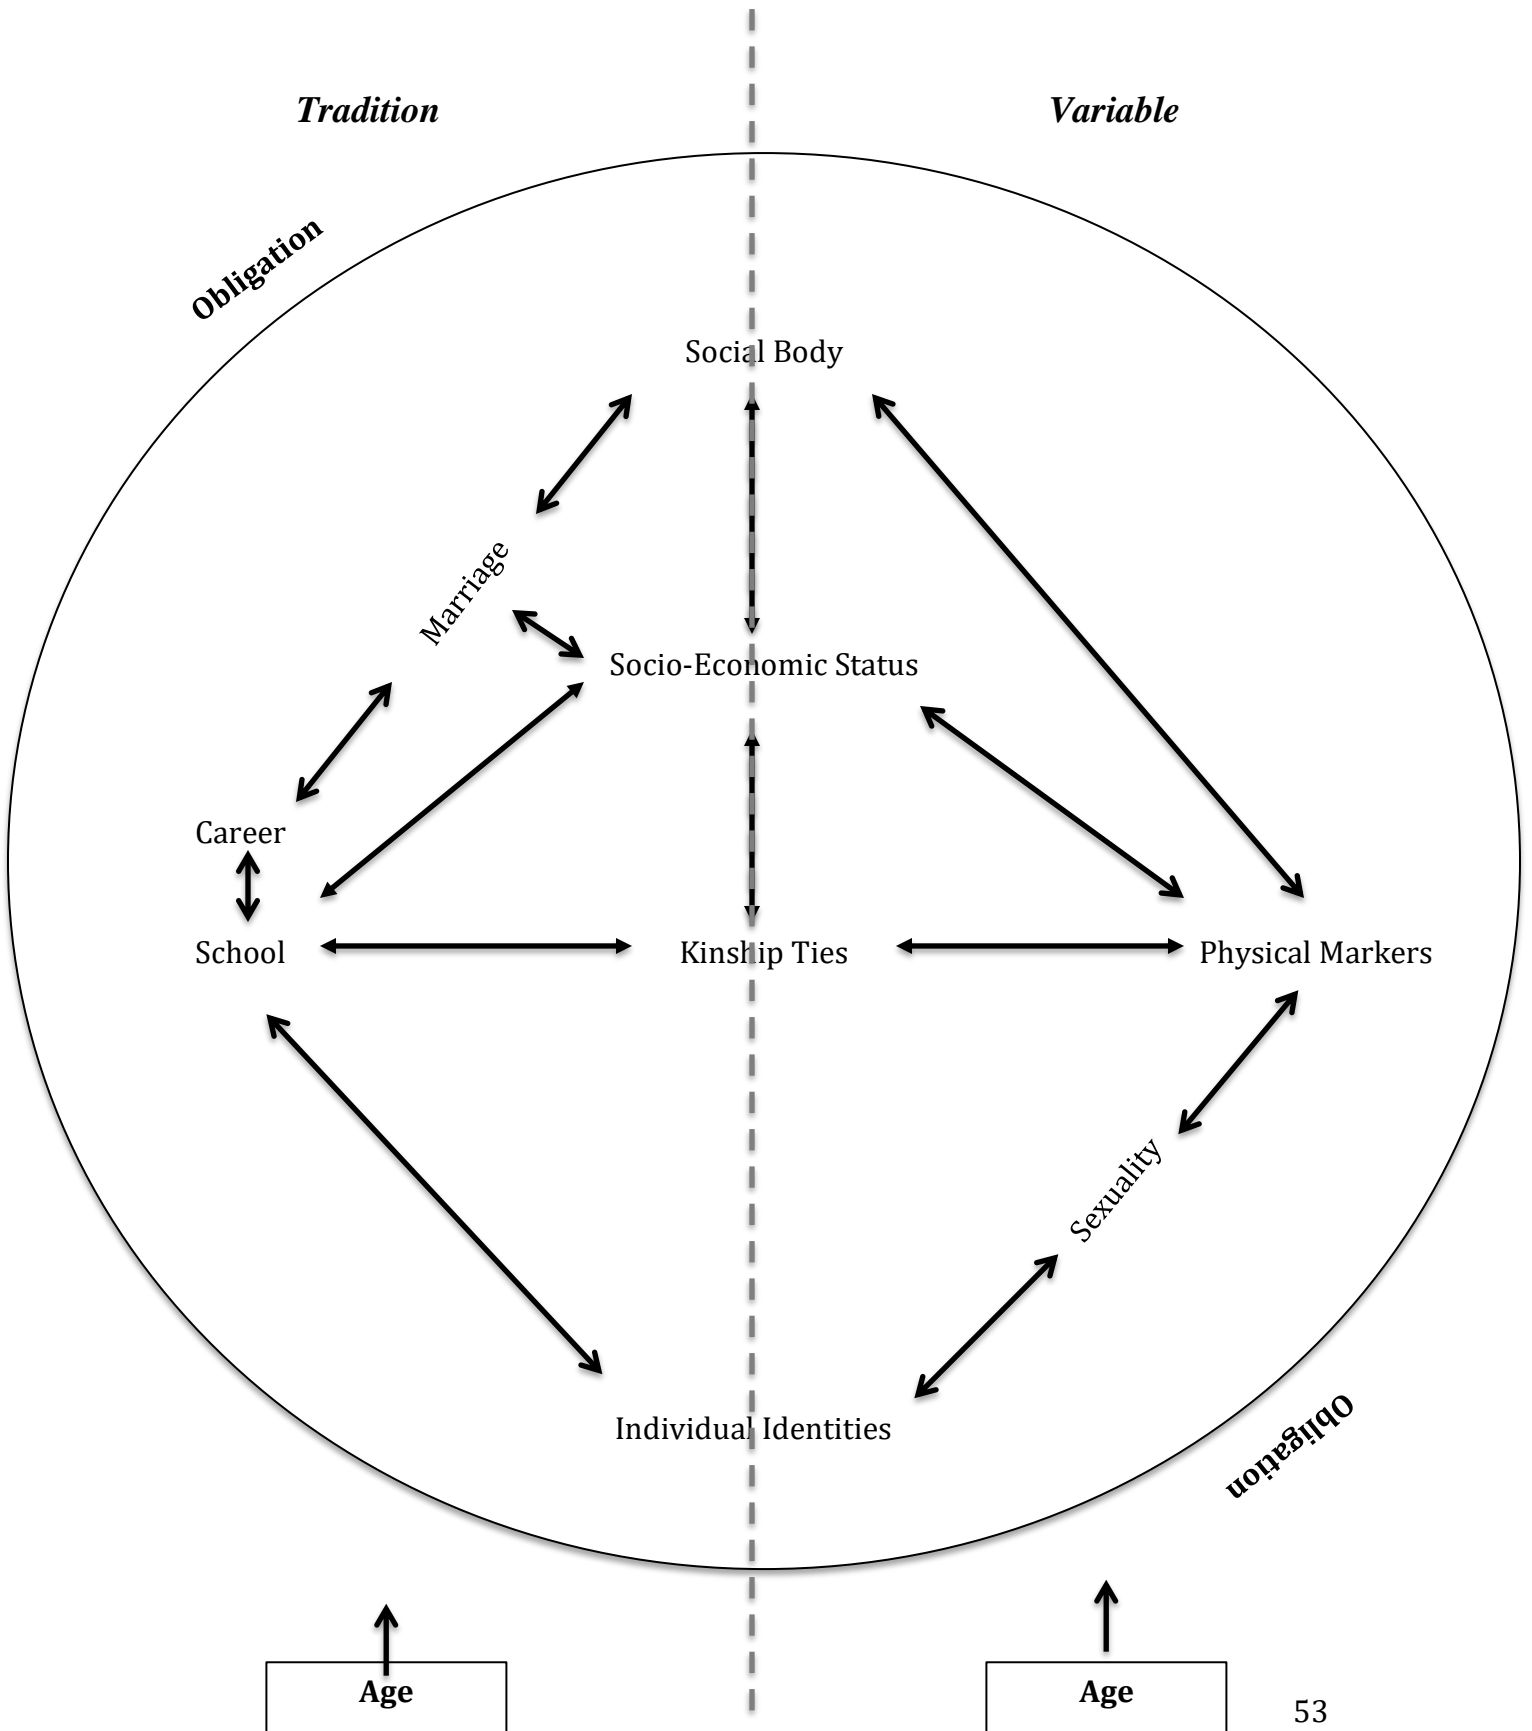 Tradition
Variable
Obligation
Social Body
Marriage
Socio-Economic Status
Career
School
Kinship Ties
Physical Markers
Sexuality
Individual Identities
Obligation
Age
Age
53